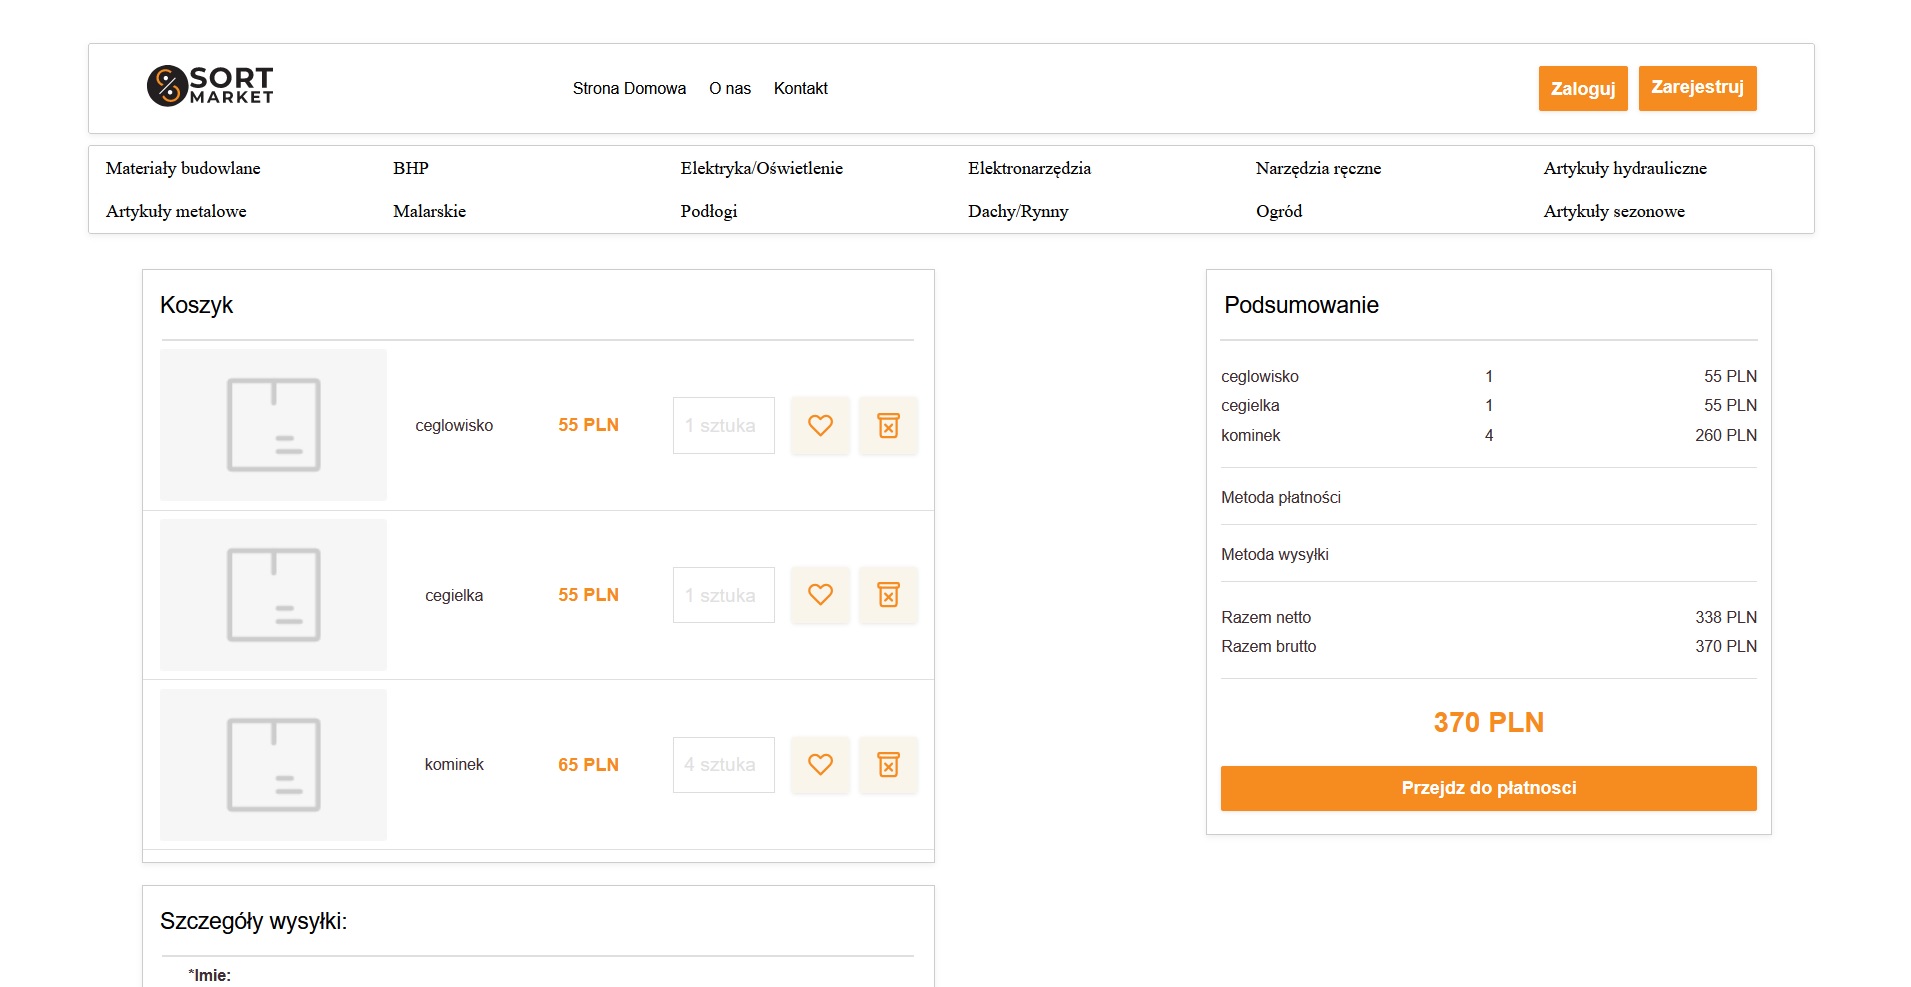 SORT
MARKET
Strona Domowa O nas Kontakt
Zaloguj Zarejestruj
Materiały budowlane BHP Elektryka/Oświetlenie Elektronarzędzia Narzędzia ręczne Artykuły hydrauliczne
Artykuły metalowe Malarskie Podłogi Dachy/Rynny Ogród Artykuły sezonowe
Koszyk
ceglowisko 55 PLN 1 sztuka
cegielka 55 PLN 1 sztuka
kominek 65 PLN 4 sztuka
Szczegóły wysyłki:
*Imie:
Podsumowanie
ceglowisko 1 55 PLN
cegielka 1 55 PLN
kominek 4 260 PLN
Metoda płatności
Metoda wysyłki
Razem netto 338 PLN
Razem brutto 370 PLN
370 PLN
Przejdz do płatnosci